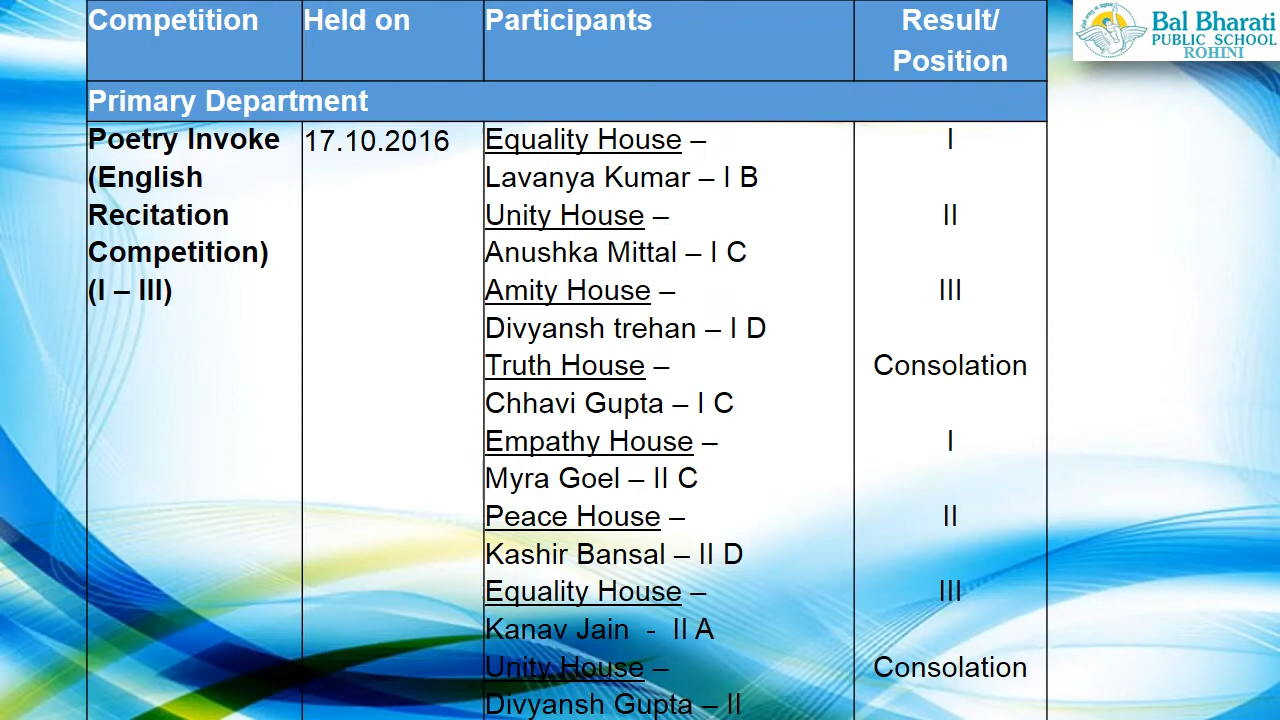 Competition Held on Participants Result/
Position
Bal Bharati
PUBLIC SCHOOL
ROHINI
Primary Department
Poetry Invoke 17.10.2016 Equality House – I
(English Lavanya Kumar – I B
Recitation Unity House – II
Competition) Anushka Mittal – I C
(I – III) Amity House – III
Divyansh trehan – I D
Truth House – Consolation
Chhavi Gupta – I C
Empathy House – I
Myra Goel – II C
Peace House – II
Kashir Bansal – II D
Equality House – III
Kanav Jain - II A
Unity House – Consolation
Divyansh Gupta – II